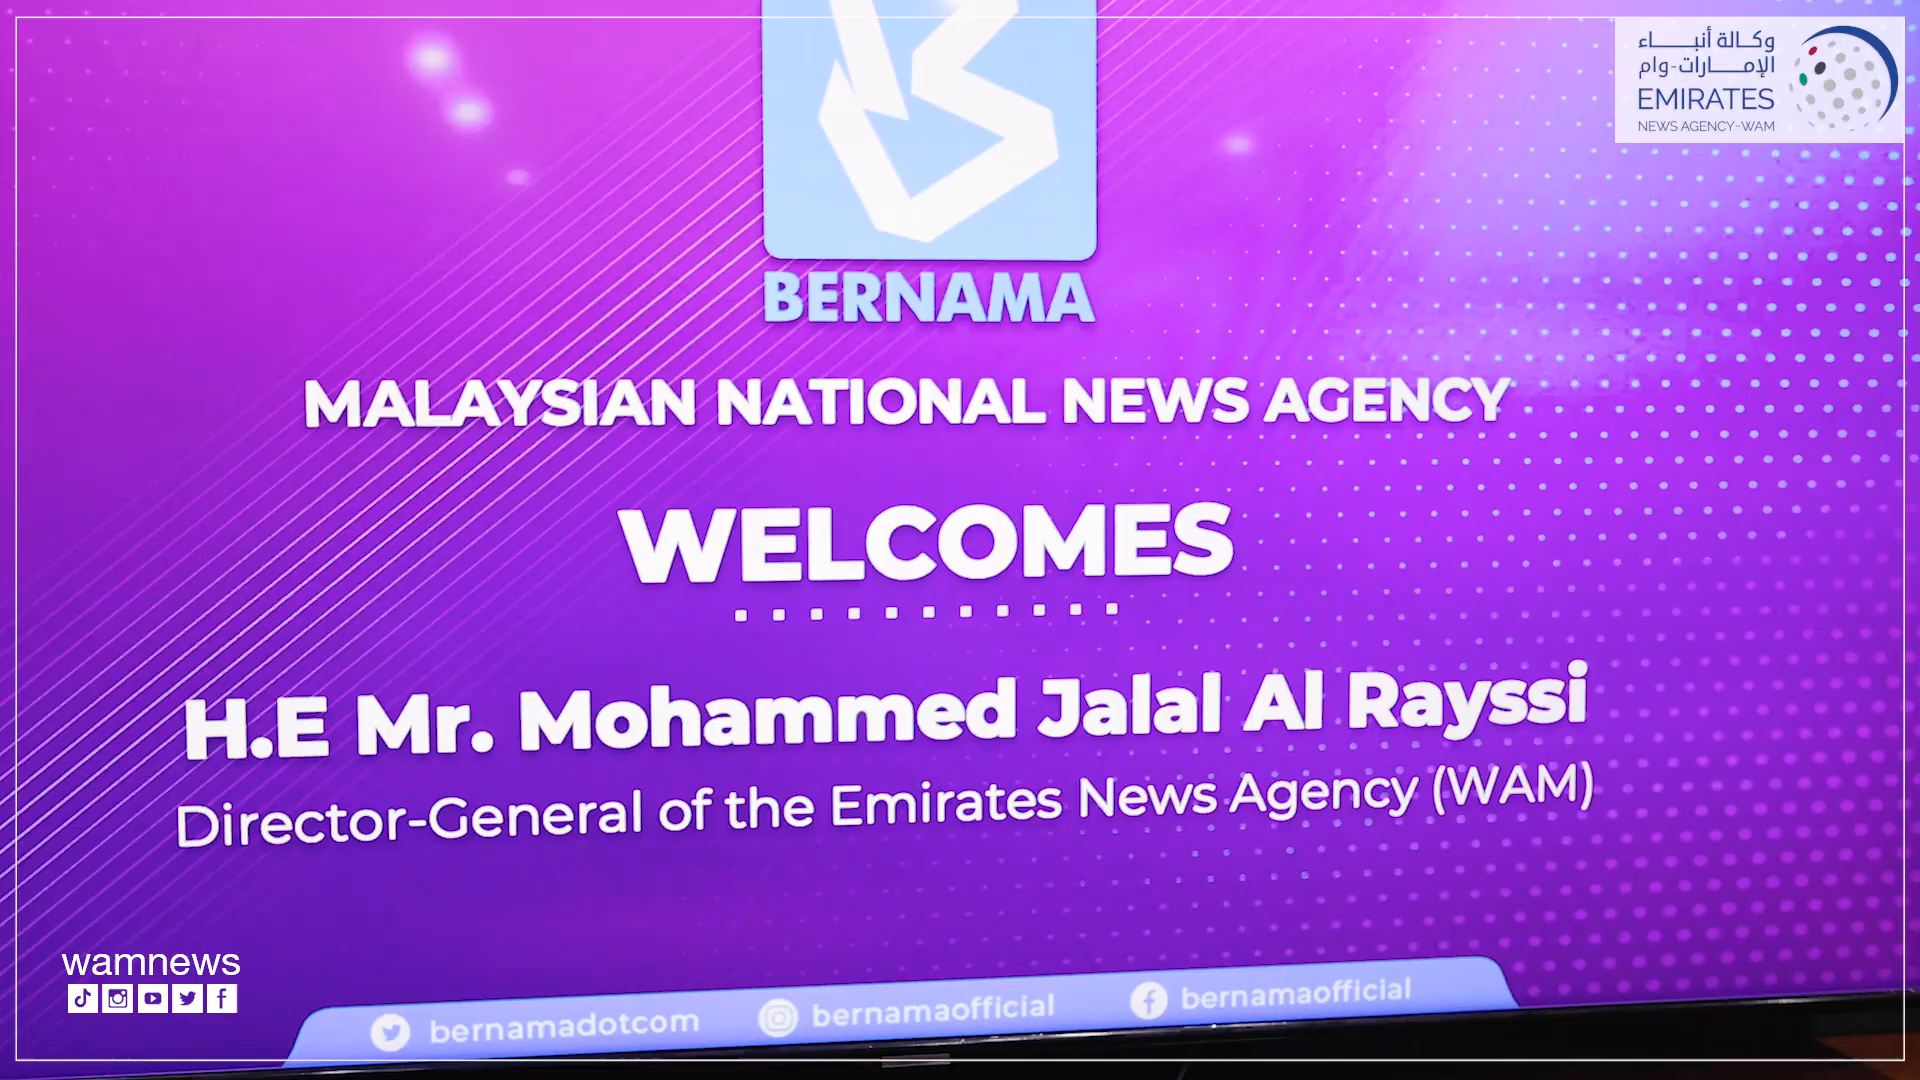 وكالة أنباء
الإمارات-وام
EMIRATES
NEWS AGENCY-WAM
BERNAMA
MALAYSIAN NATIONAL NEWS AGENCY
WELCOMES
H.E Mr. Mohammed Jalal Al Rayssi
Director-General of the Emirates News Agency (WAM)
wamnews
bernamadotcom
bernamaofficial
bernamaofficial